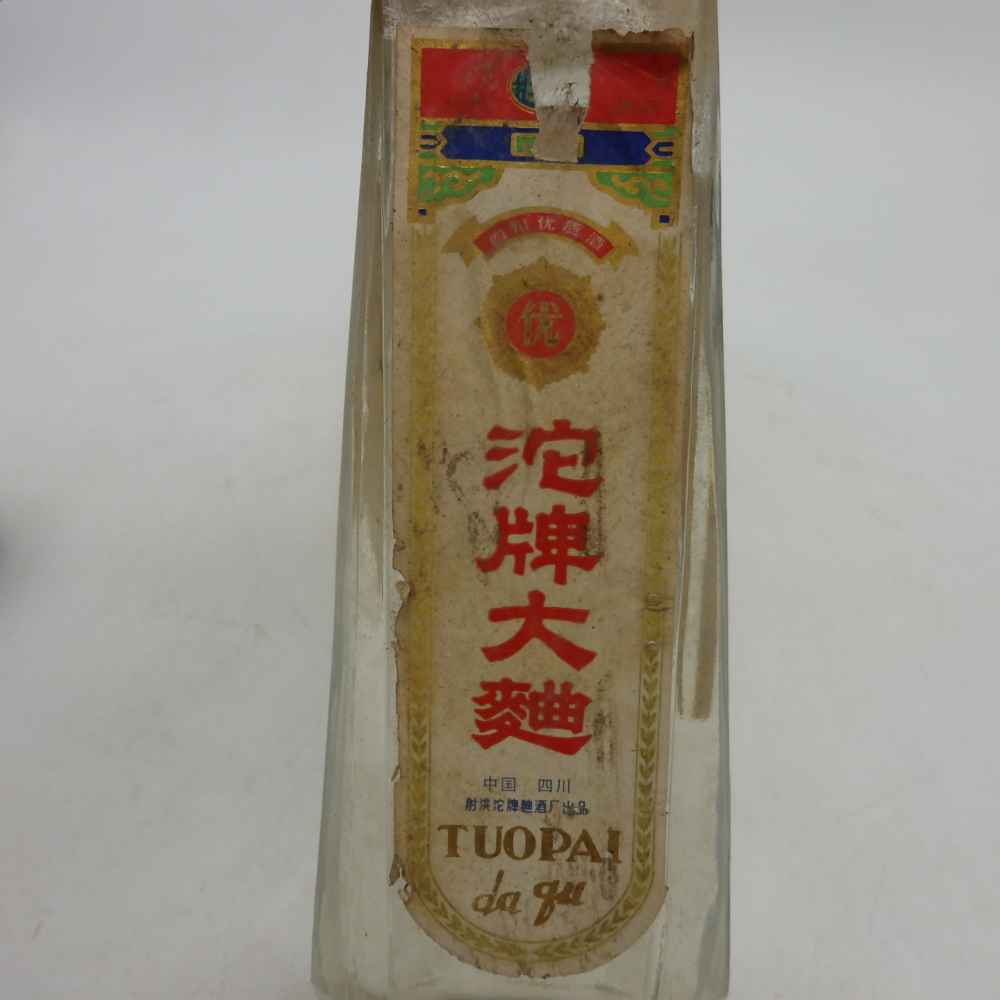 四川优质酒
优
沱牌大麯
中国 四川
射洪沱牌麯酒厂出品
TUOPAI
da qu